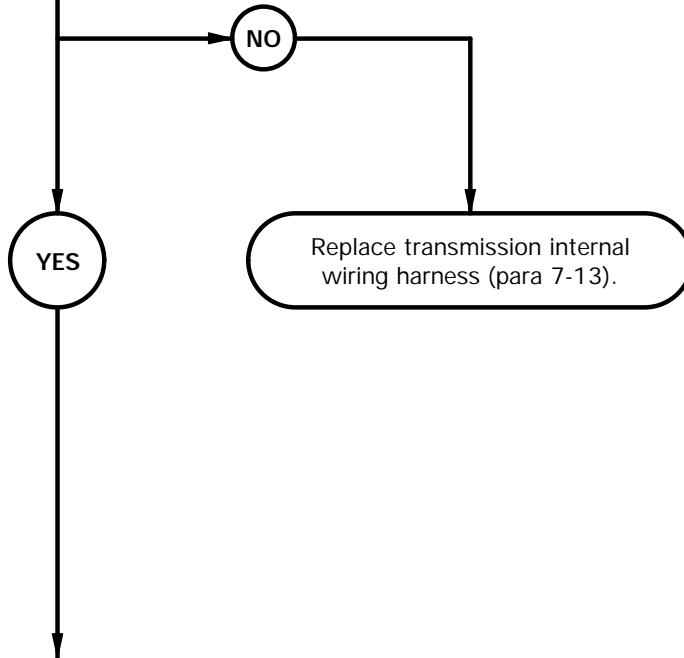 NO
YES
Replace transmission internal
wiring harness (para 7-13).